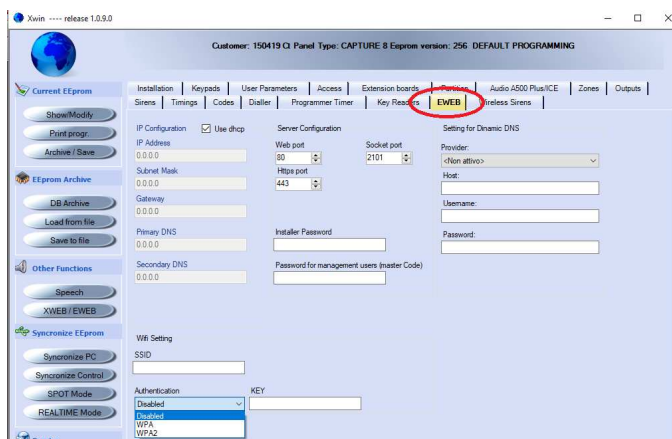 Xwin ---- release 1.0.9.0
Customer: 150419 Ci Panel Type: CAPTURE 8 Eeprom version: 256 DEFAULT PROGRAMMING
Current EEprom
Show/Modify
Print progr.
Archive / Save
EEprom Archive
DB Archive
Load from file
Save to file
Other Functions
Speech
XWEB / EWEB
Syncronize EEprom
Syncronize PC
Syncronize Control
SPOT Mode
REALTIME Mode
Installation Keypads User Parameters Access Extension boards Partition Audio A500 Plus/ICE Zones Outputs
Sirens Timings Codes Dialler Programmer Timer Key Readers EWEB Wireless Sirens
IP Configuration Use dhcp
IP Address
0.0.0.0
Subnet Mask
0.0.0.0
Gateway
0.0.0.0
Primary DNS
0.0.0.0
Secondary DNS
0.0.0.0
Server Configuration
Web port Socket port
80 2101
Https port
443
Installer Password
Password for management users (master Code)
Setting for Dinamic DNS
Provider:
<Non attivo>
Host:
Username:
Password:
Wifi Setting
SSID
Authentication KEY
Disabled
Disabled
WPA
WPA2